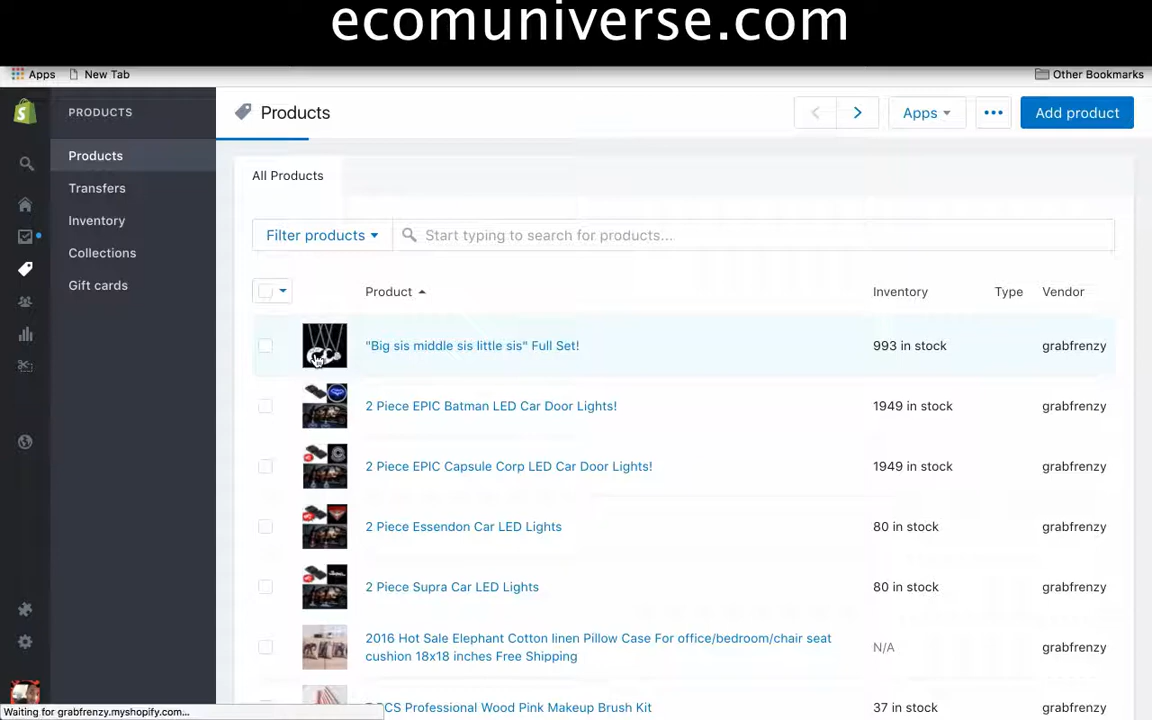 ecomuniverse.com
Apps New Tab Other Bookmarks
PRODUCTS
Products
Transfers
Inventory
Collections
Gift cards
Products
Apps
Add product
All Products
Filter products
Start typing to search for products...
Product Inventory Type Vendor
"Big sis middle sis little sis" Full Set! 993 in stock grabfrenzy
2 Piece EPIC Batman LED Car Door Lights! 1949 in stock grabfrenzy
2 Piece EPIC Capsule Corp LED Car Door Lights! 1949 in stock grabfrenzy
2 Piece Essendon Car LED Lights 80 in stock grabfrenzy
2 Piece Supra Car LED Lights 80 in stock grabfrenzy
2016 Hot Sale Elephant Cotton linen Pillow Case For office/bedroom/chair seat
cushion 18x18 inches Free Shipping N/A grabfrenzy
PCS Professional Wood Pink Makeup Brush Kit 37 in stock grabfrenzy
Waiting for grabfrenzy.myshopify.com...